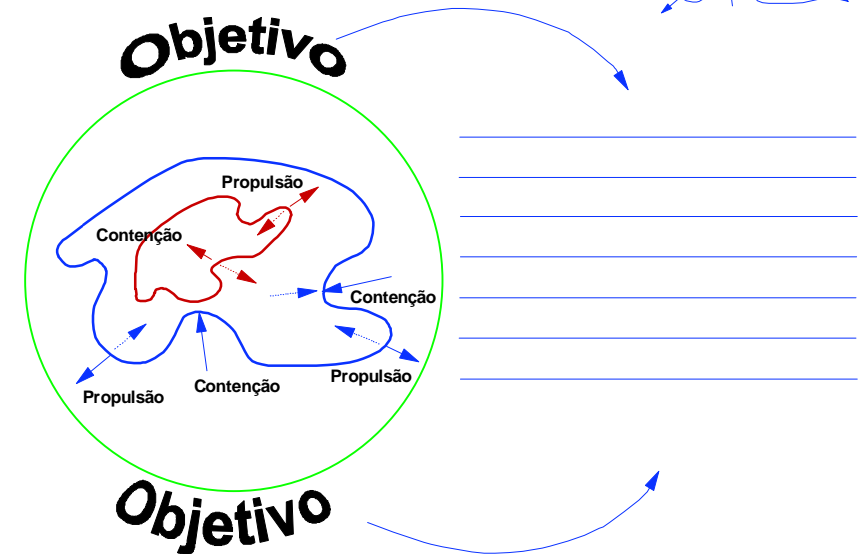 Objetivo
Propulsão
Contenção
Contenção
Propulsão
Contenção
Propulsão
Objetivo